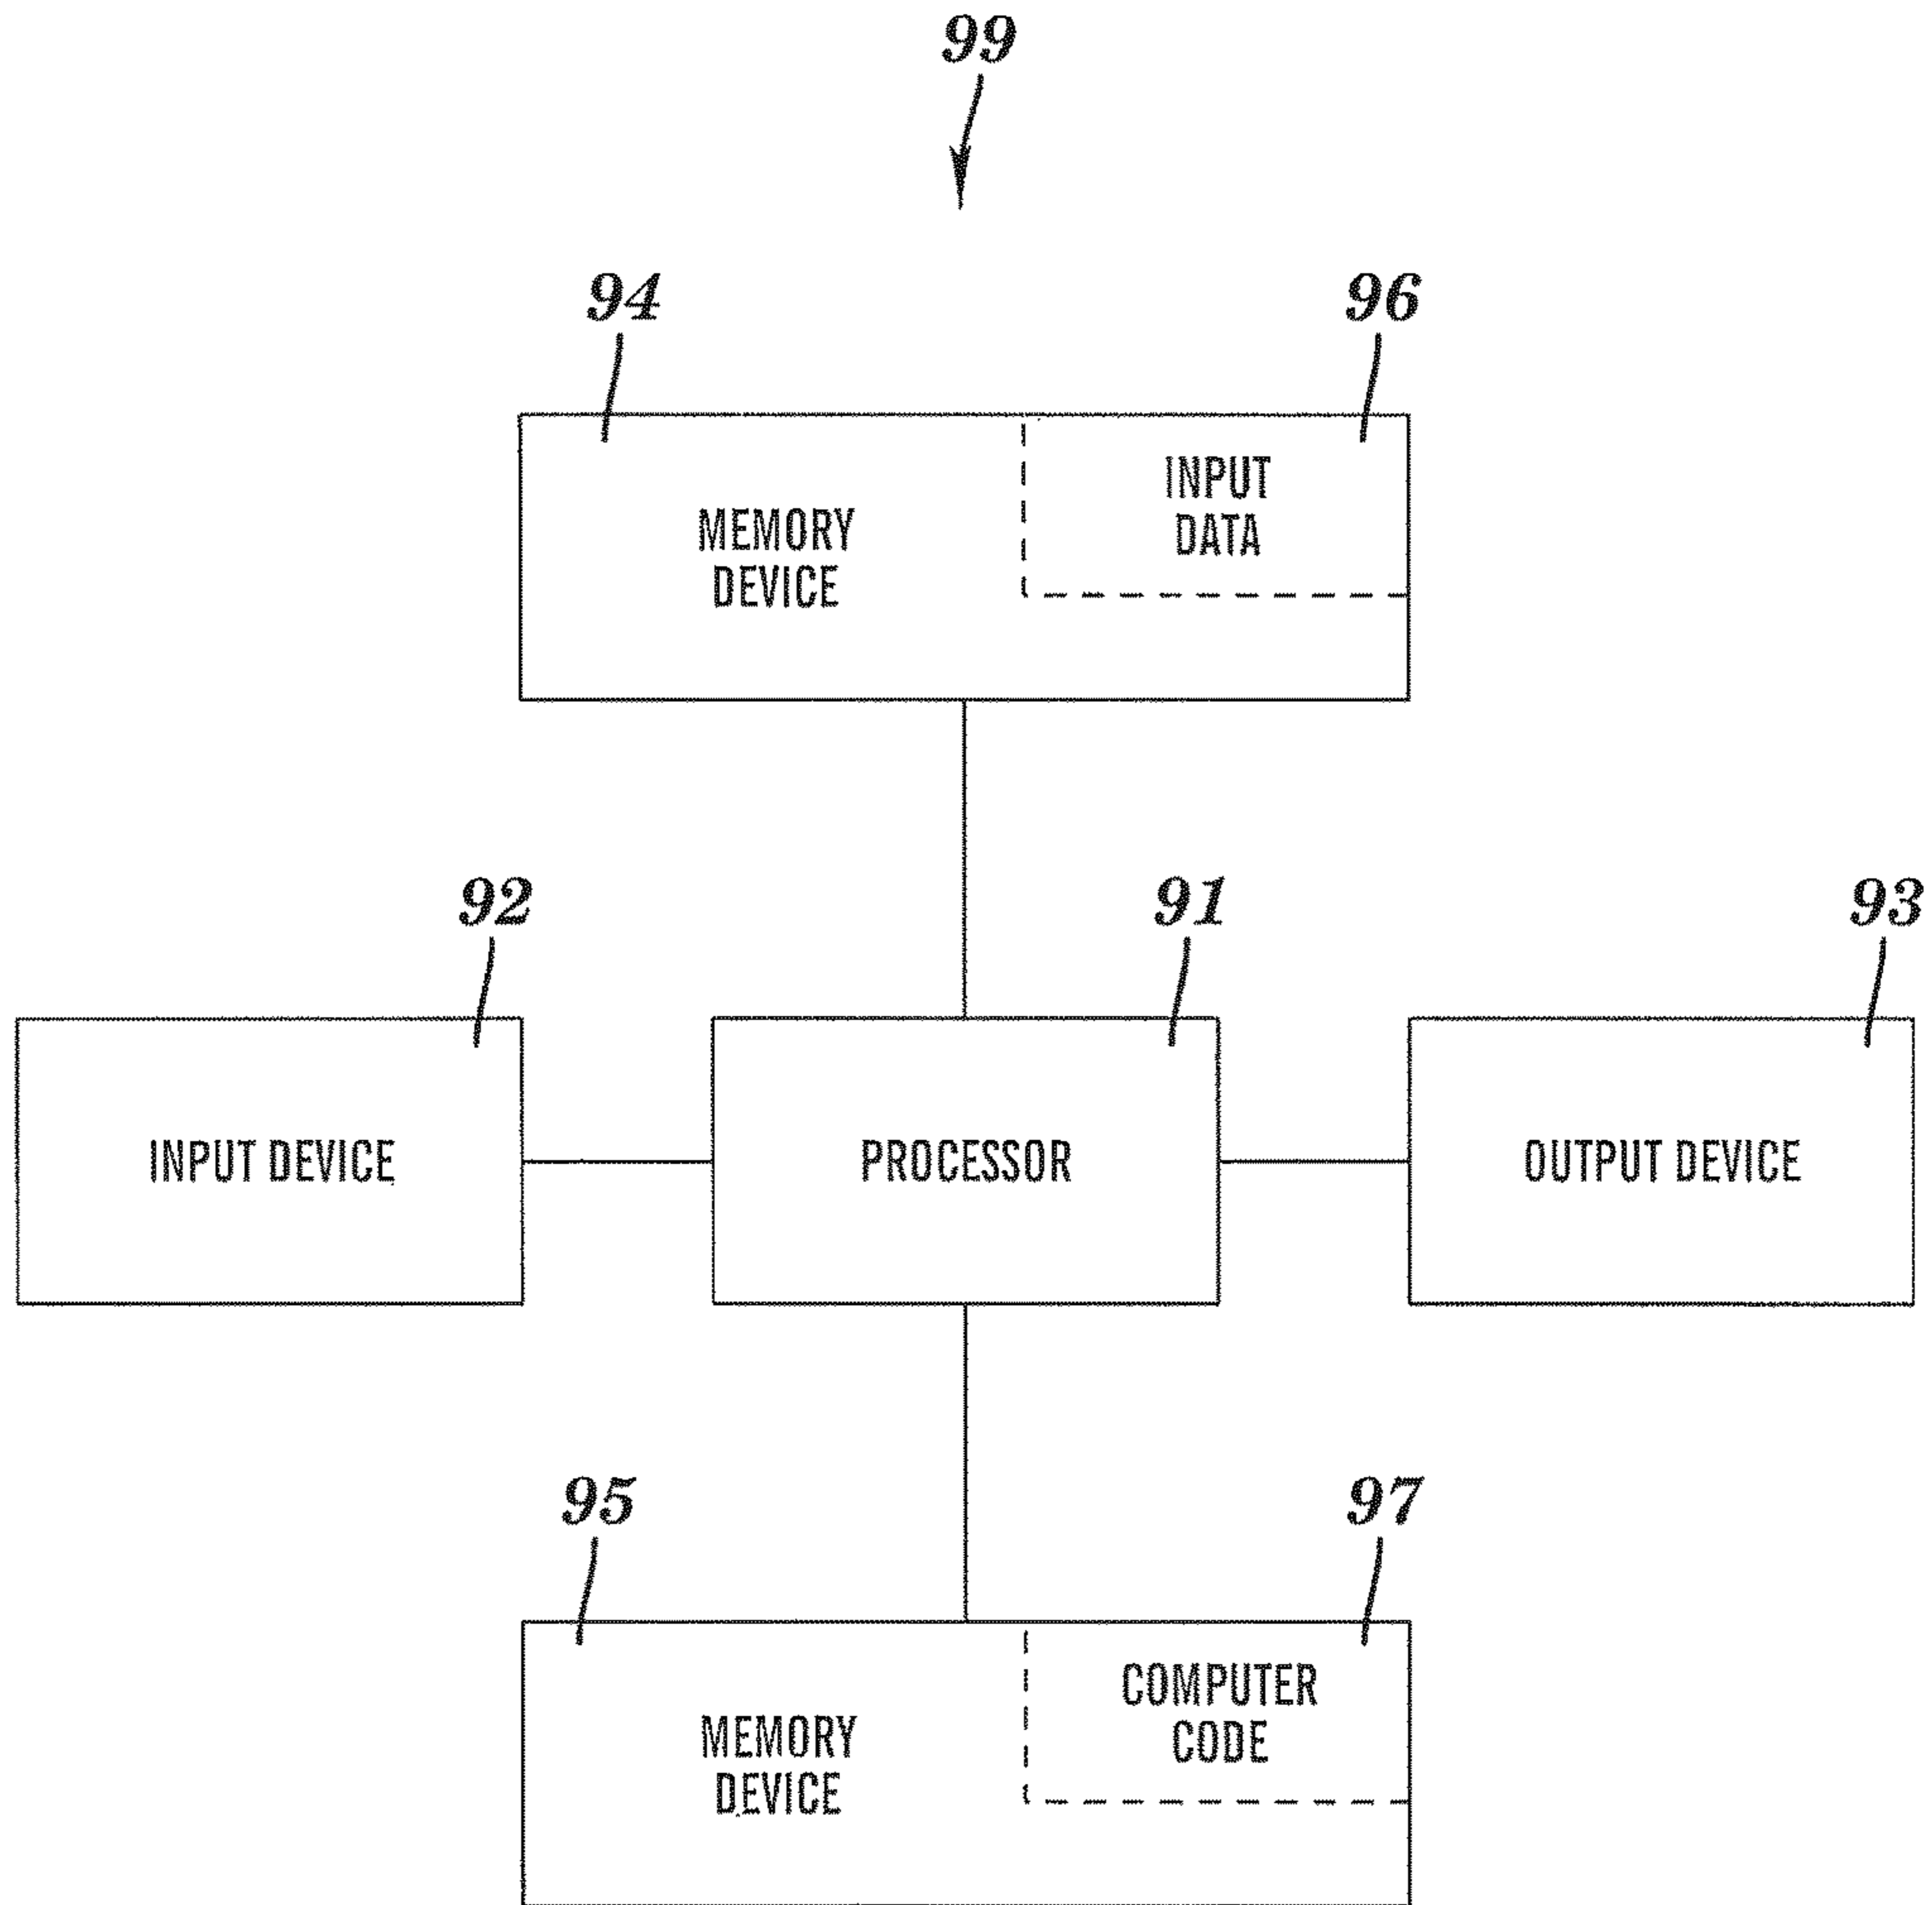 99
94
96
MEMORY
DEVICE
INPUT
DATA
92
91
93
INPUT DEVICE
PROCESSOR
OUTPUT DEVICE
95
97
MEMORY
DEVICE
COMPUTER
CODE